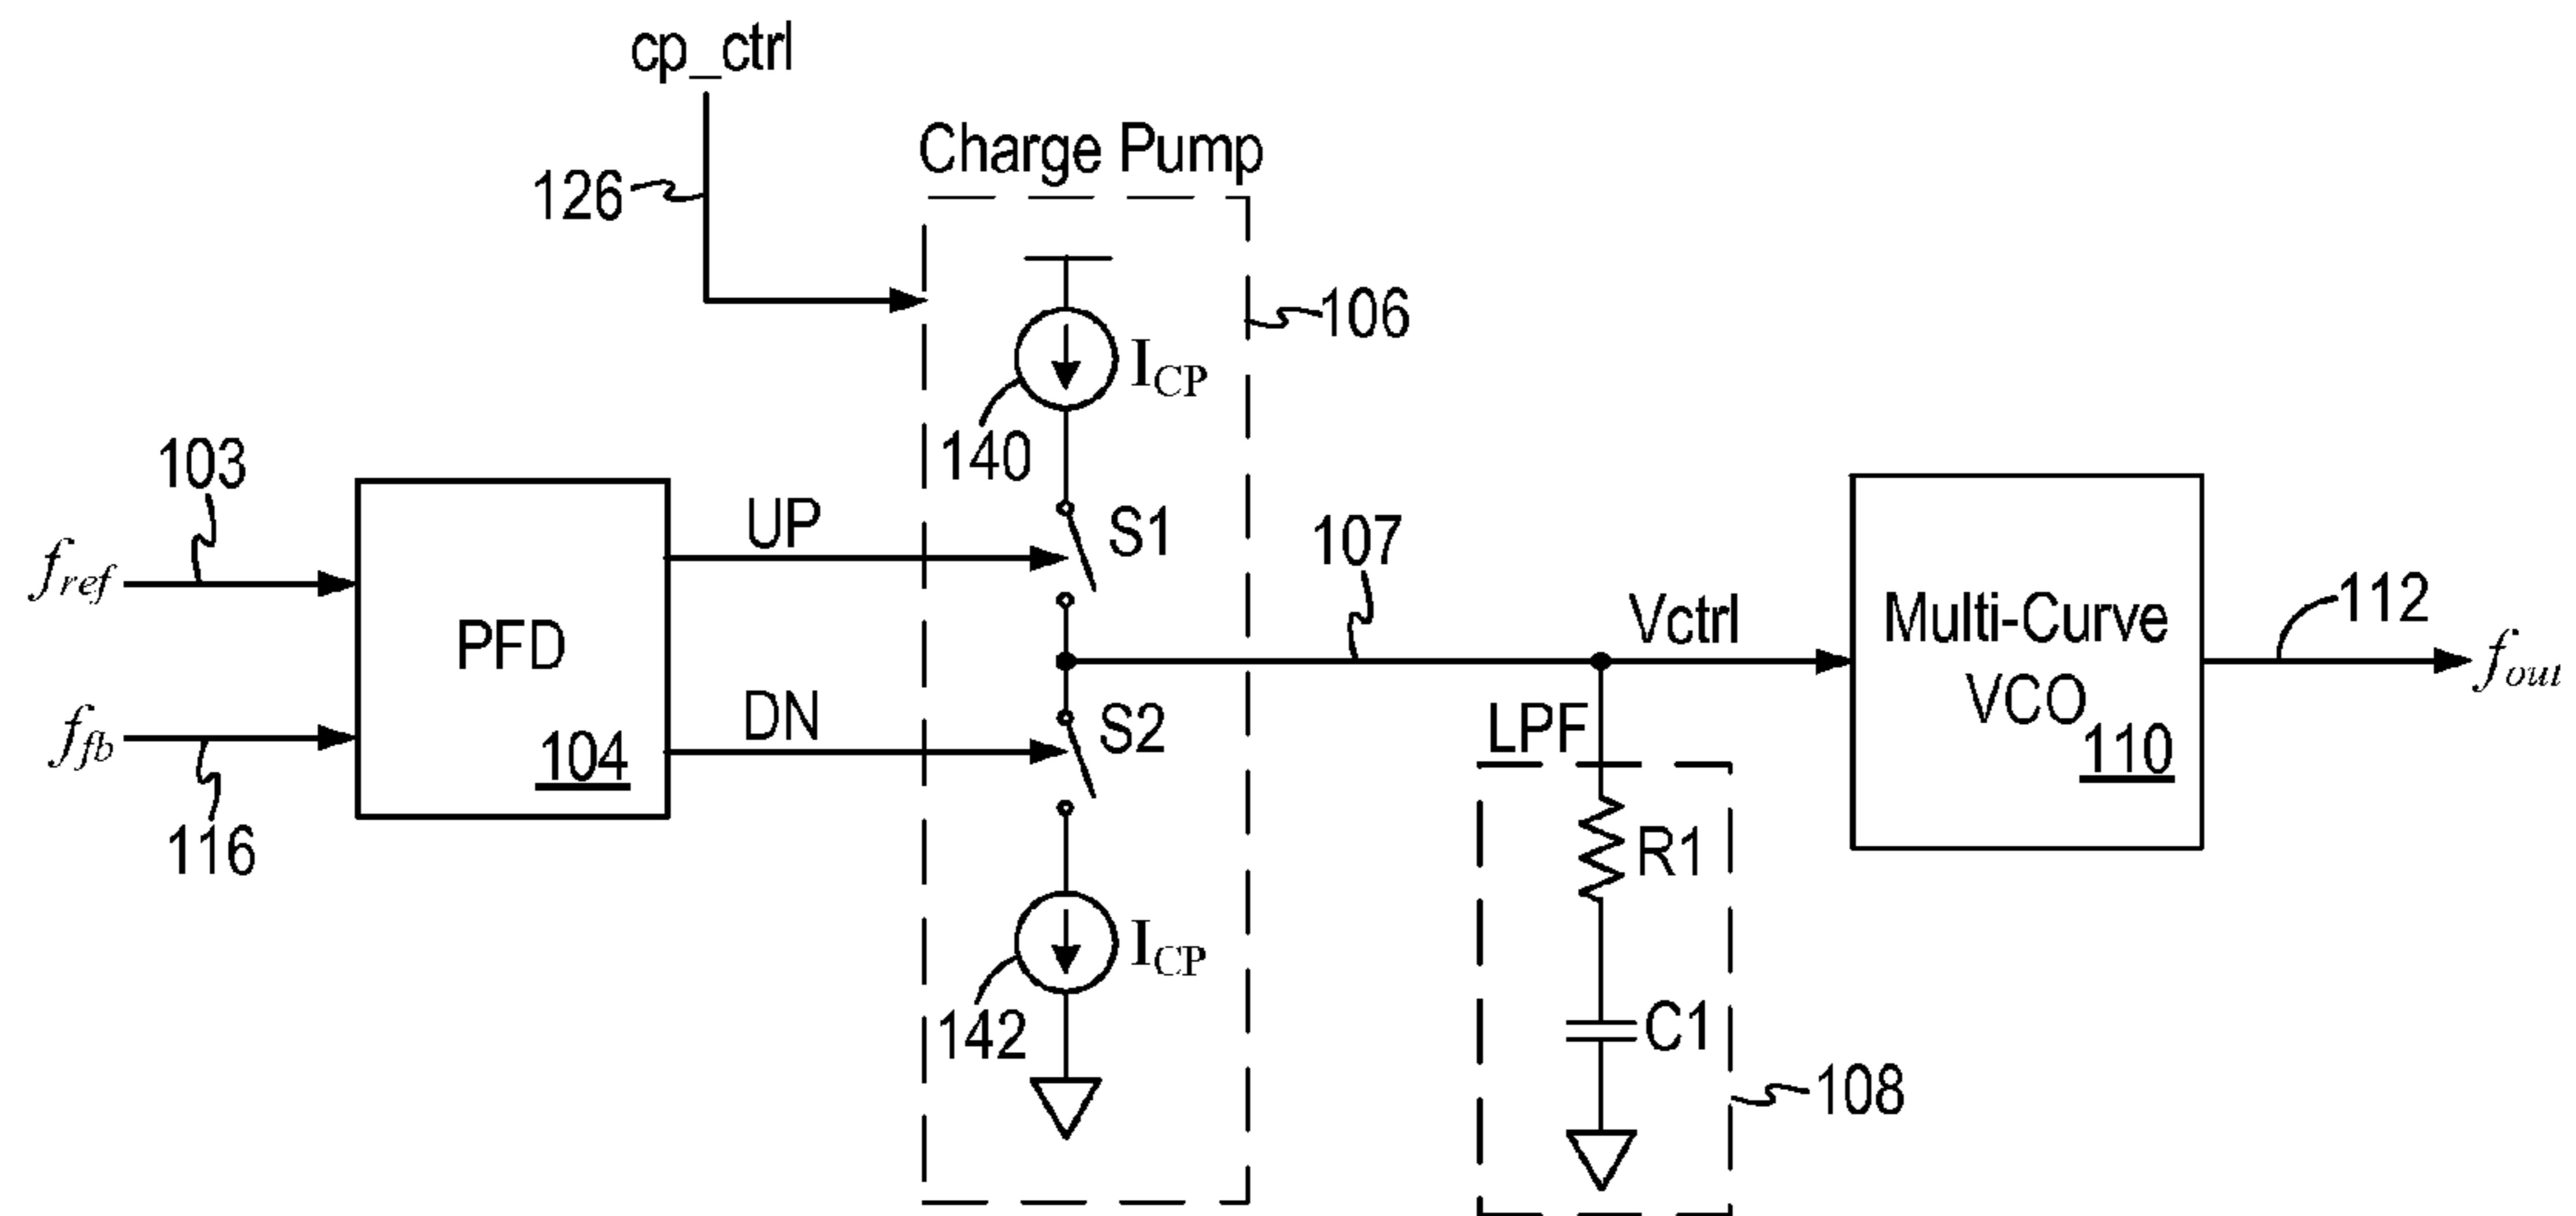 cp_ctrl
126
Charge Pump
106
I_CP
140
103
f_ref
PFD
104
f_fb
116
UP
S1
DN
S2
107
Vctrl
Multi-Curve
VCO
110
112
f_out
LPF
R1
C1
108
I_CP
142